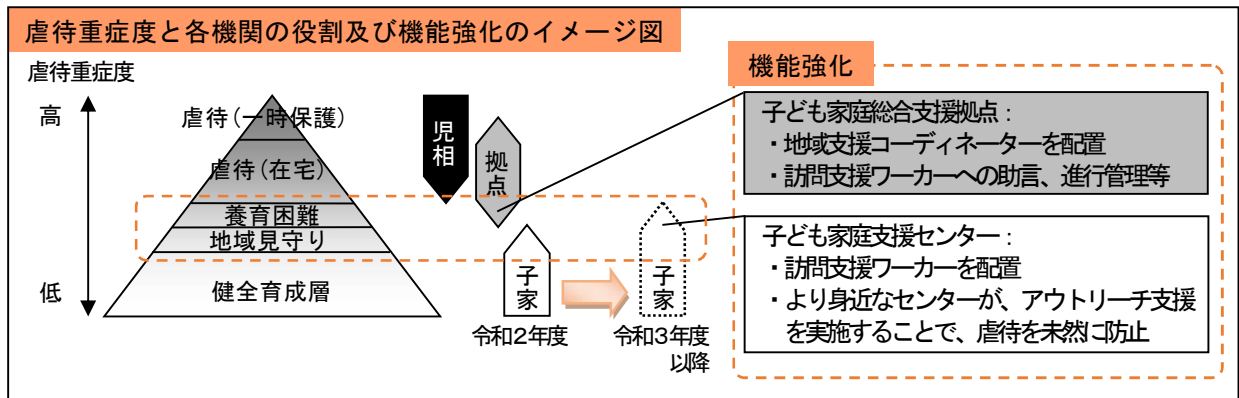 虐待重症度と各機関の役割及び機能強化のイメージ図
虐待重症度
高
低
虐待(一時保護)
虐待(在宅)
養育困難
地域見守り
健全育成層
児相
拠点
子家
令和2年度
子家
令和3年度
以降
機能強化
子ども家庭総合支援拠点：
・地域支援コーディネーターを配置
・訪問支援ワーカーへの助言、進行管理等
子ども家庭支援センター：
・訪問支援ワーカーを配置
・より身近なセンターが、アウトリーチ支援
を実施することで、虐待を未然に防止